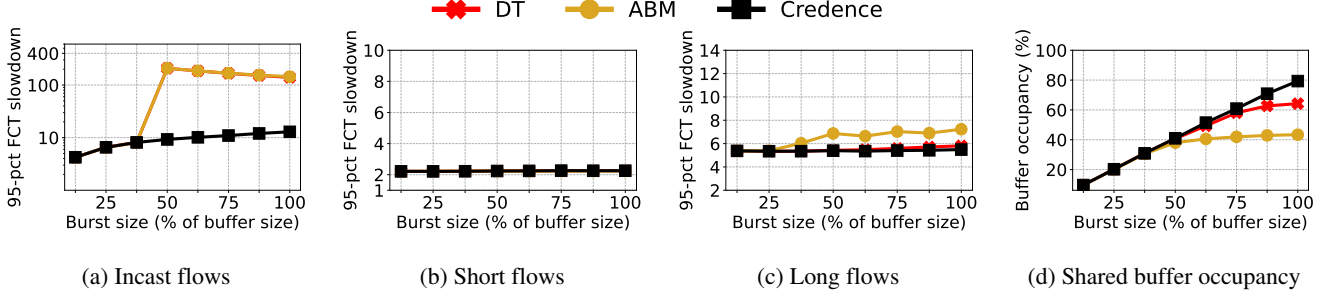 DT ABM Credence
95-pct FCT slowdown
400
100
10
25 50 75 100
Burst size (% of buffer size)
(a) Incast flows
95-pct FCT slowdown
10
8
6
4
2
1
25 50 75 100
Burst size (% of buffer size)
(b) Short flows
95-pct FCT slowdown
14
12
10
8
6
4
2
25 50 75 100
Burst size (% of buffer size)
(c) Long flows
Buffer occupancy (%)
100
80
60
40
20
25 50 75 100
Burst size (% of buffer size)
(d) Shared buffer occupancy